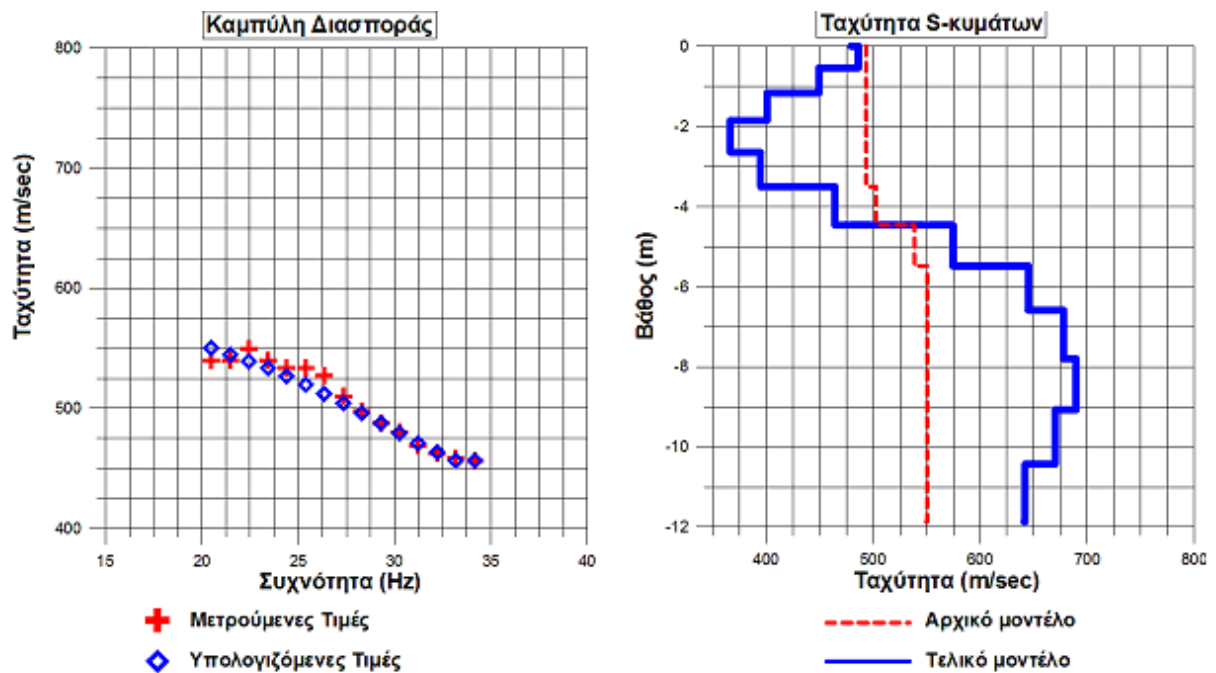 Καμπύλη Διασποράς
800
700
600
500
400
Ταχύτητα (m/sec)
15 20 25 30 35 40
Συχνότητα (Hz)
Μετρούμενες Τιμές
Υπολογιζόμενες Τιμές
Ταχύτητα S-κυμάτων
0
-2
-4
-6
-8
-10
-12
Βάθος (m)
400 500 600 700 800
Ταχύτητα (m/sec)
Αρχικό μοντέλο
Τελικό μοντέλο